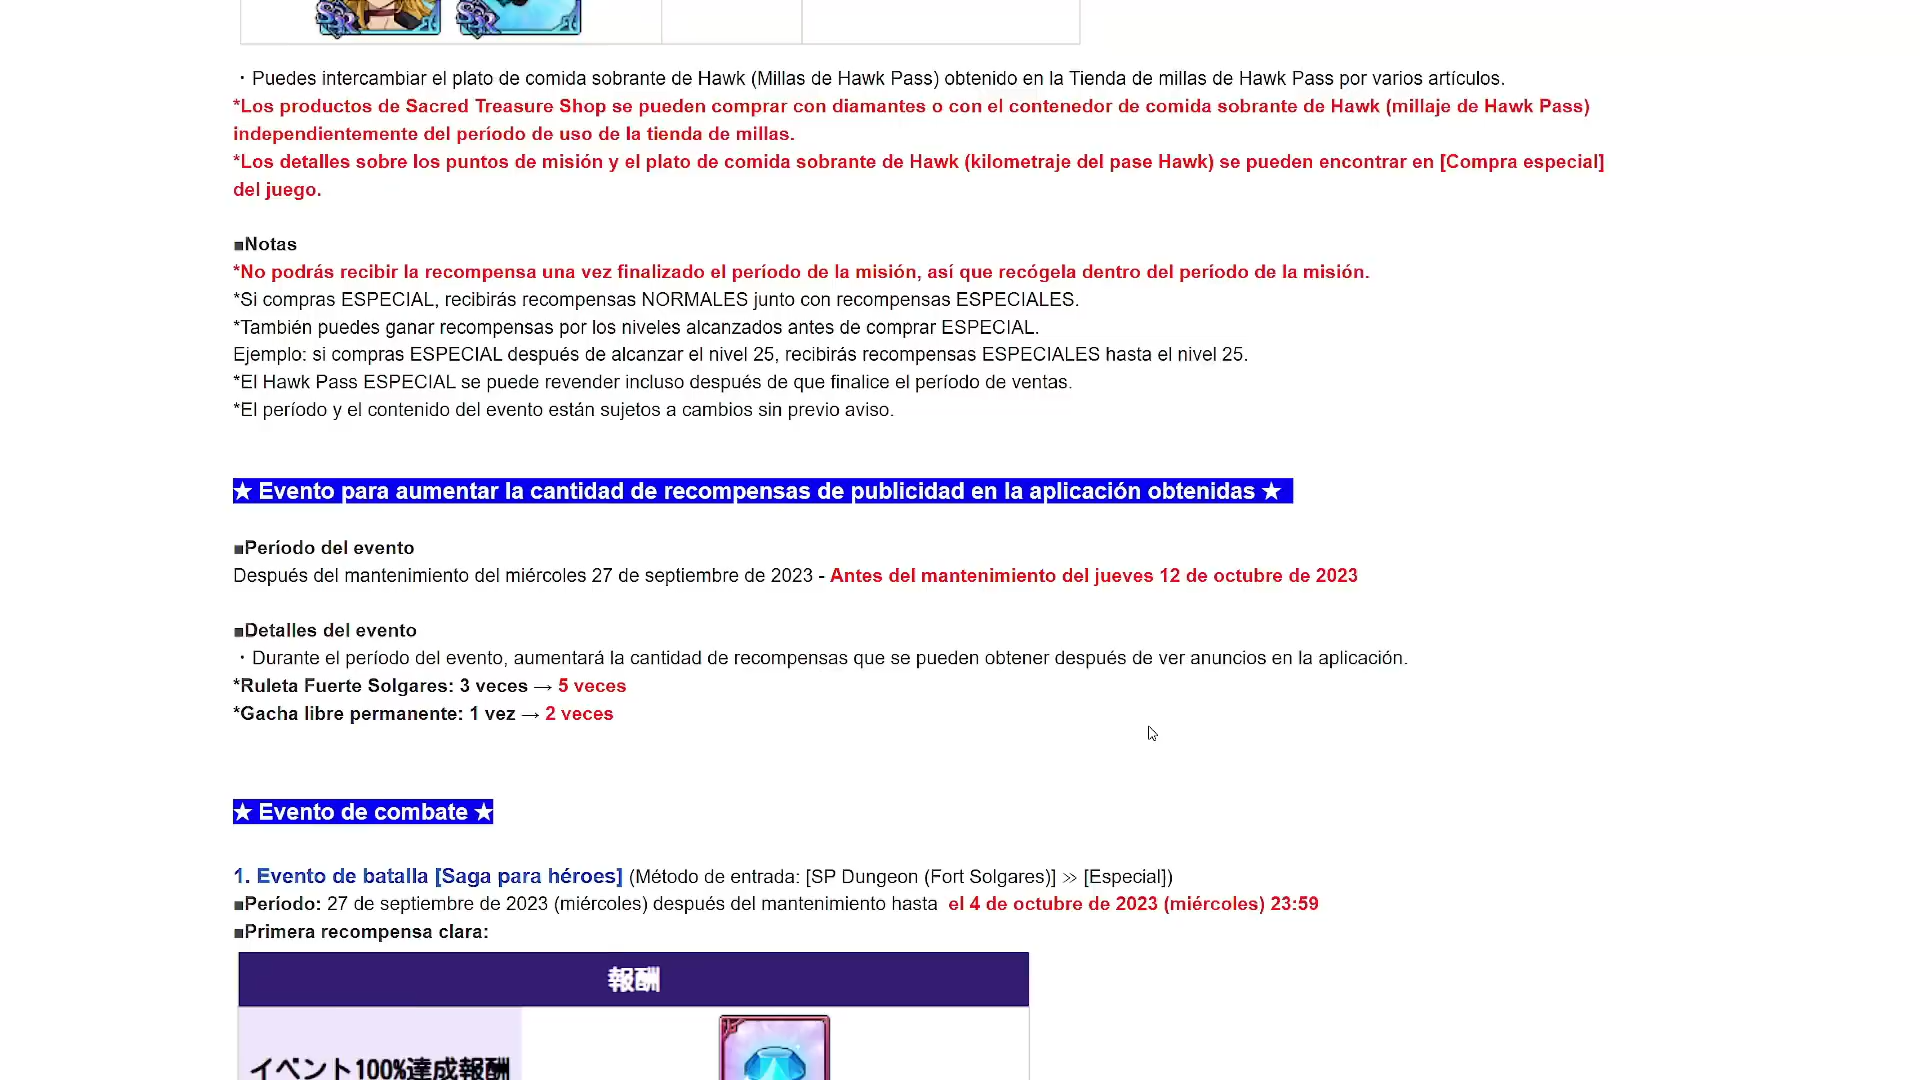 SR SR
・Puedes intercambiar el plato de comida sobrante de Hawk (Millas de Hawk Pass) obtenido en la Tienda de millas de Hawk Pass por varios artículos.
*Los productos de Sacred Treasure Shop se pueden comprar con diamantes o con el contenedor de comida sobrante de Hawk (millaje de Hawk Pass)
independientemente del período de uso de la tienda de millas.
*Los detalles sobre los puntos de misión y el plato de comida sobrante de Hawk (kilometraje del pase Hawk) se pueden encontrar en [Compra especial]
del juego.
■Notas
*No podrás recibir la recompensa una vez finalizado el período de la misión, así que recógela dentro del período de la misión.
*Si compras ESPECIAL, recibirás recompensas NORMALES junto con recompensas ESPECIALES.
*También puedes ganar recompensas por los niveles alcanzados antes de comprar ESPECIAL.
Ejemplo: si compras ESPECIAL después de alcanzar el nivel 25, recibirás recompensas ESPECIALES hasta el nivel 25.
*El Hawk Pass ESPECIAL se puede revender incluso después de que finalice el período de ventas.
*El período y el contenido del evento están sujetos a cambios sin previo aviso.
★ Evento para aumentar la cantidad de recompensas de publicidad en la aplicación obtenidas ★
■Período del evento
Después del mantenimiento del miércoles 27 de septiembre de 2023 - Antes del mantenimiento del jueves 12 de octubre de 2023
■Detalles del evento
・Durante el período del evento, aumentará la cantidad de recompensas que se pueden obtener después de ver anuncios en la aplicación.
*Ruleta Fuerte Solgares: 3 veces → 5 veces
*Gacha libre permanente: 1 vez → 2 veces
★ Evento de combate ★
1. Evento de batalla [Saga para héroes] (Método de entrada: [SP Dungeon (Fort Solgares)] ≫ [Especial])
■Período: 27 de septiembre de 2023 (miércoles) después del mantenimiento hasta el 4 de octubre de 2023 (miércoles) 23:59
■Primera recompensa clara:
報酬
イベント100%達成報酬